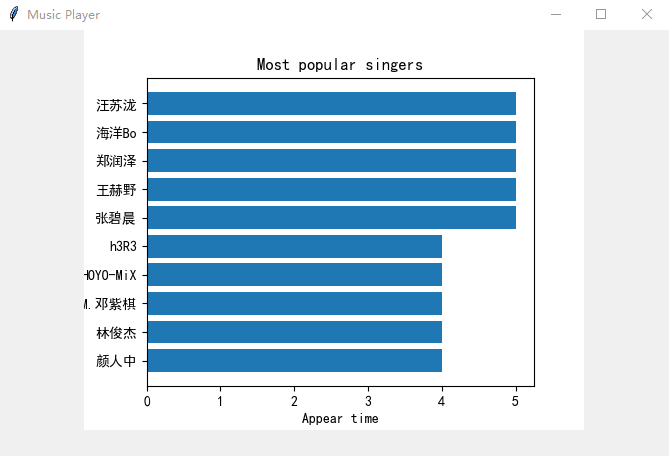 Music Player
Most popular singers
汪苏泷
海洋Bo
郑润泽
王赫野
张碧晨
h3R3
HOYO-MiX
M.邓紫棋
林俊杰
颜人中
0 1 2 3 4 5
Appear time